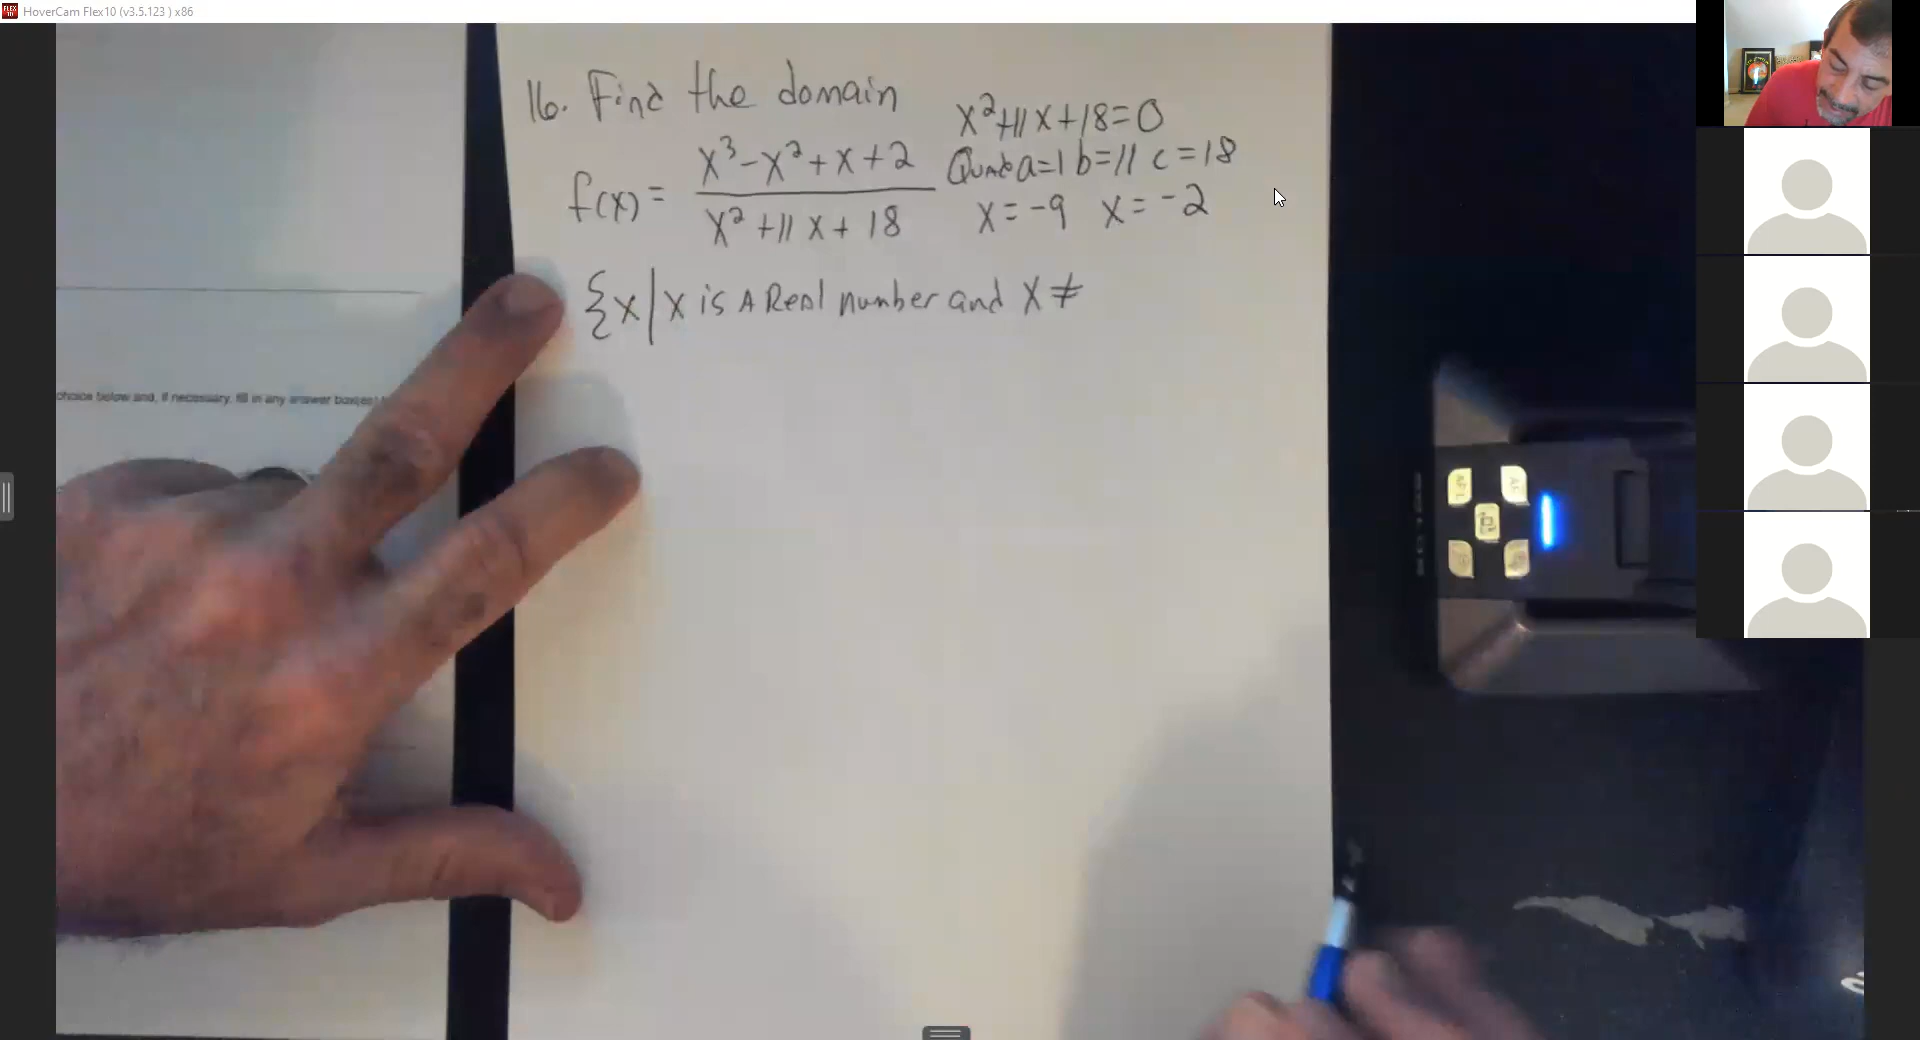 HoverCam Flex10 (v3.5.123 ) x86
16. Find the domain
x²+11x+18=0
f(x) = x³-x²+x+2 / x²+11x+18
Quad a=1 b=11 c=18
x=-9 x=-2
{x|x is A Real number and x≠
choice below and, if necessary, fill in any answer box(es)